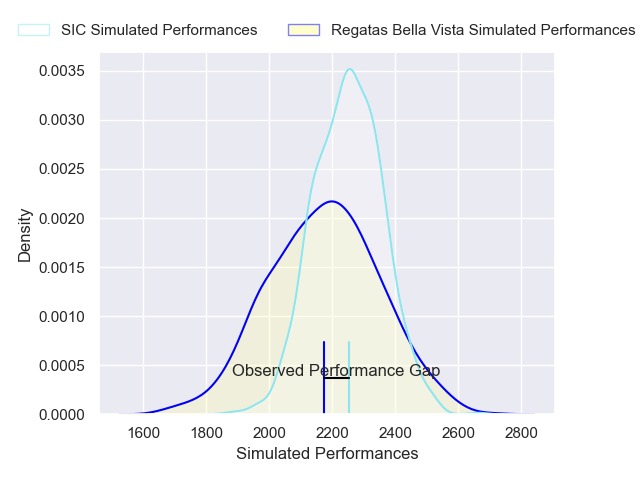 SIC Simulated Performances
Regatas Bella Vista Simulated Performances
0.0035
0.0030
0.0025
0.0020
0.0015
0.0010
0.0005
0.0000
Density
Observed Performance Gap
1600 1800 2000 2200 2400 2600 2800
Simulated Performances